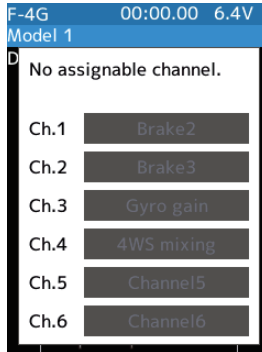 F-4G 00:00.00 6.4V
Model 1
D
No assignable channel.
Ch.1 Brake2
Ch.2 Brake3
Ch.3 Gyro gain
Ch.4 4WS mixing
Ch.5 Channel5
Ch.6 Channel6